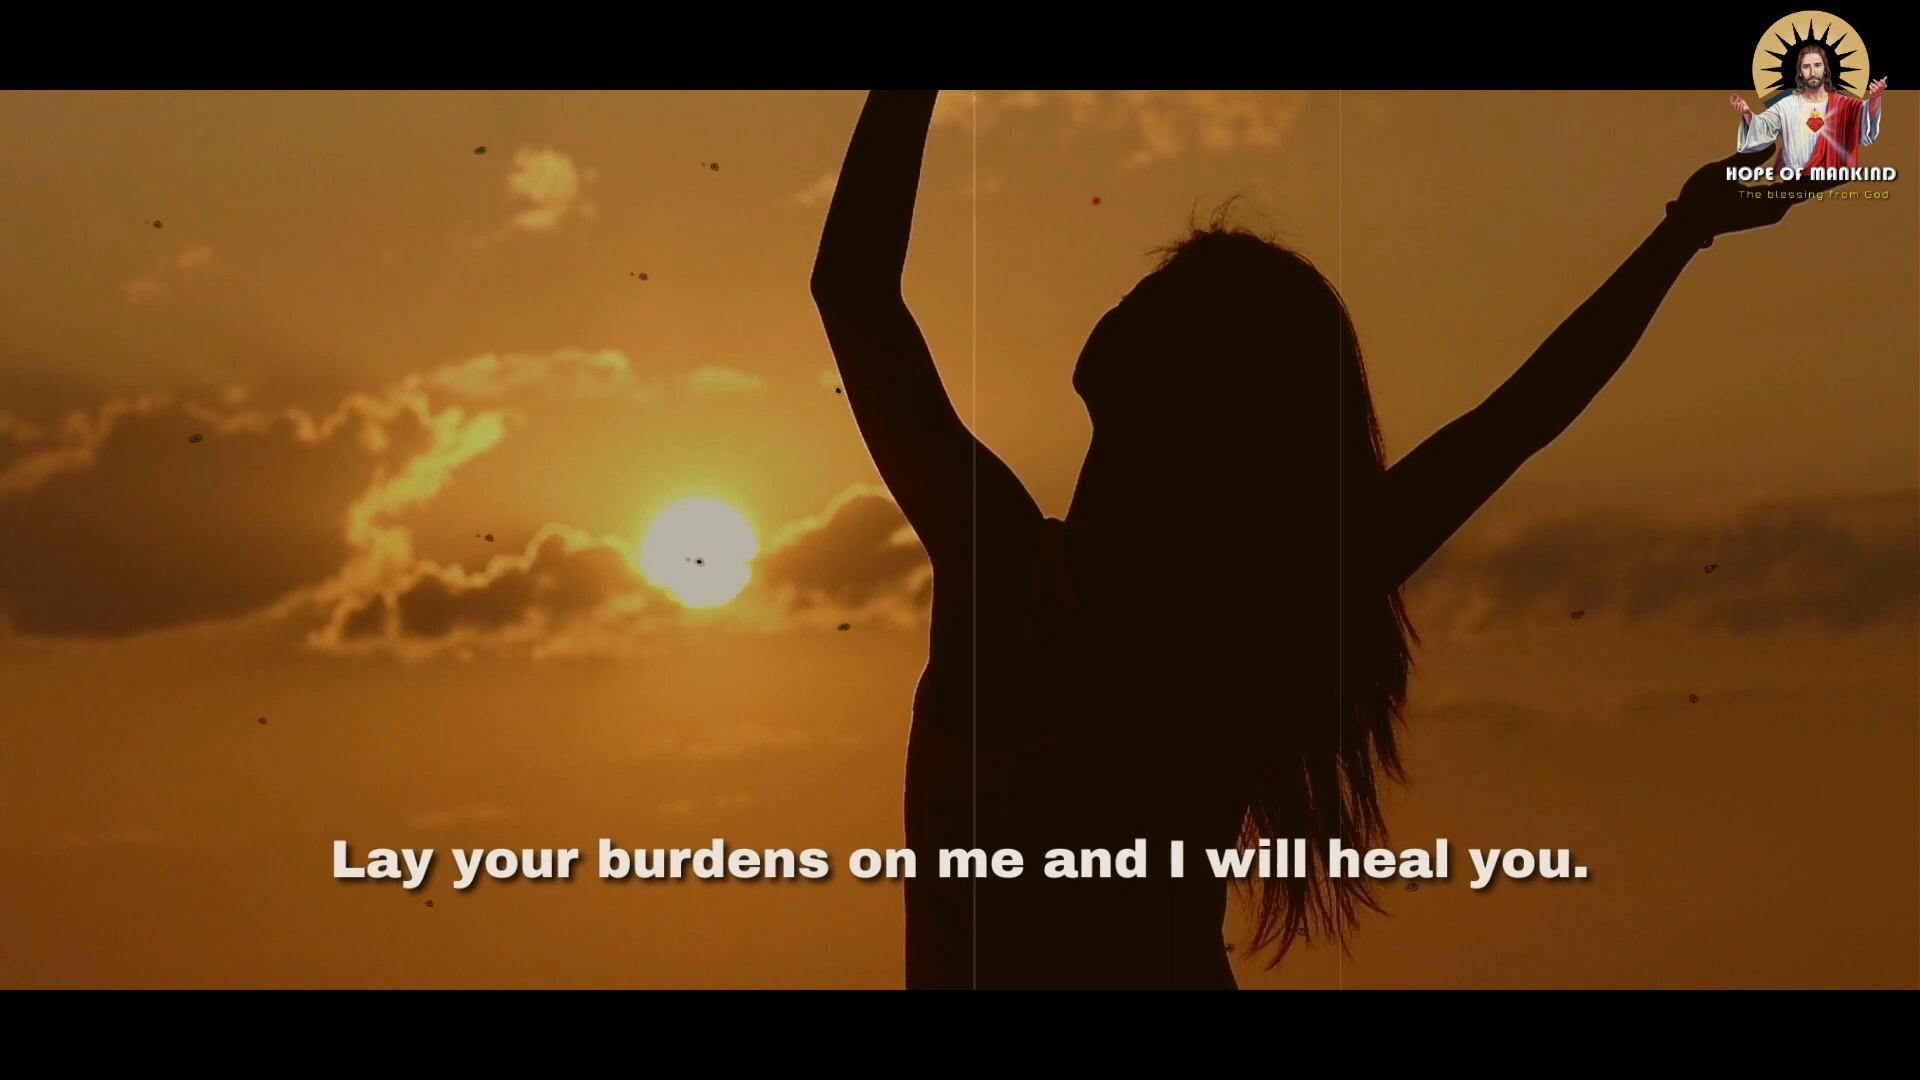 HOPE OF MANKIND
The blessing from God
Lay your burdens on me and I will heal you.